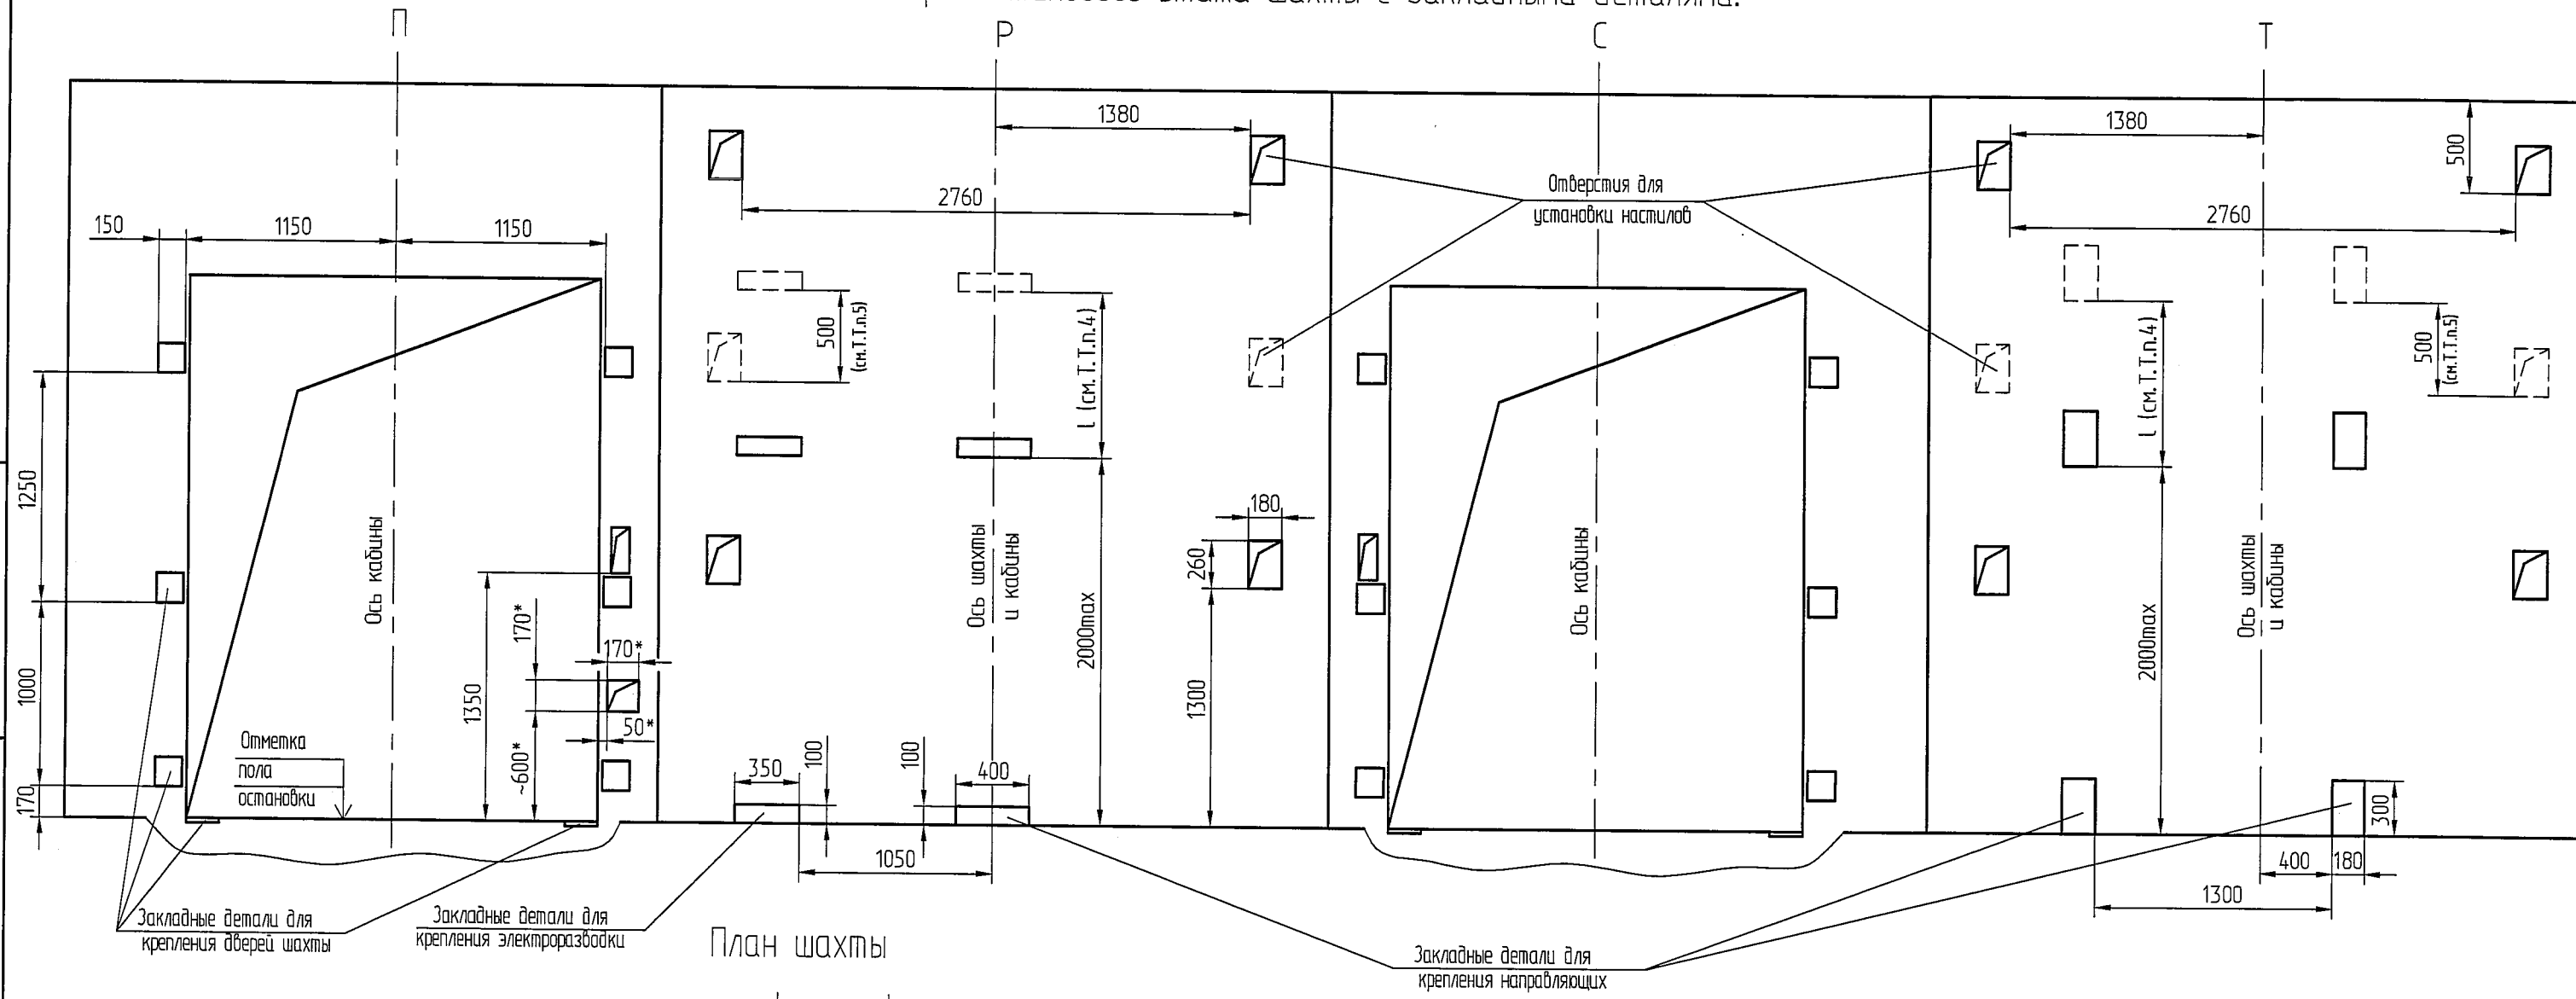 шахты с закладными деталями.
П
Р
С
Т
1380
1380
500
2760
Отверстия для
установки настилов
2760
150
1150
1150
500
(см.Т.Т.п.5)
l (см.Т.Т.п.4)
l (см.Т.Т.п.4)
500
(см.Т.Т.п.5)
1250
1000
170
Ось кабины
1350
170*
170*
50*
~600*
Отметка
пола
остановки
350
100
100
400
1050
Ось шахты
и кабины
2000max
180
260
1300
Ось кабины
2000max
Ось шахты
и кабины
300
400
180
1300
Закладные детали для
крепления дверей шахты
Закладные детали для
крепления электроразводки
План шахты
Закладные детали для
крепления направляющих